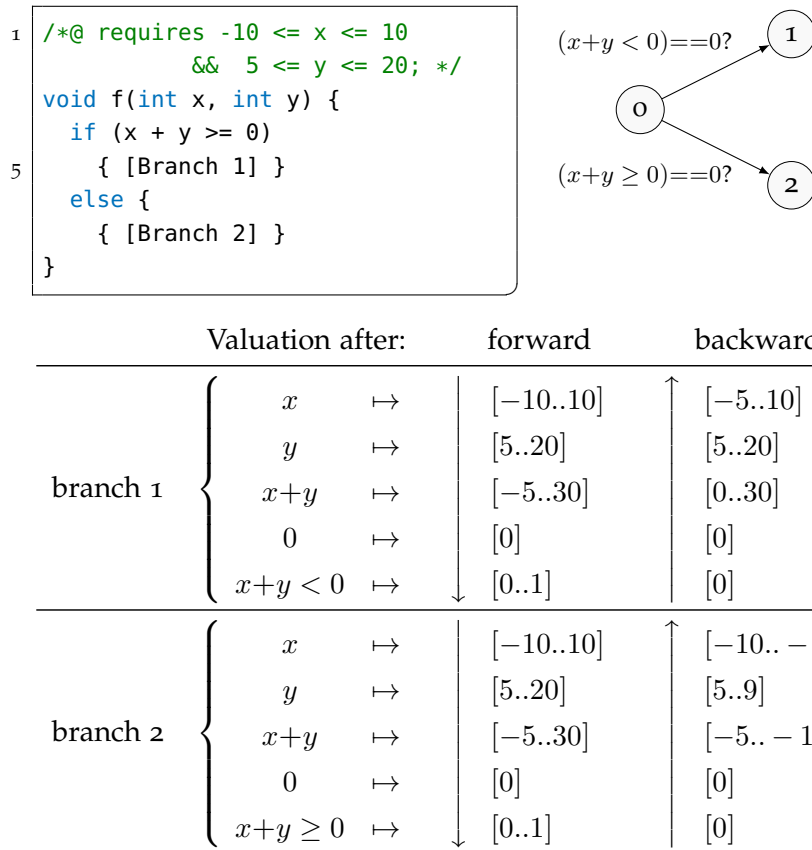 1 /*@ requires -10 <= x <= 10
&& 5 <= y <= 20; */
void f(int x, int y) {
if (x + y >= 0)
5 { [Branch 1] }
else {
{ [Branch 2] }
}
(x+y < 0)==0?
1
0
(x+y ≥ 0)==0?
2
Valuation after: forward
x ↦ [−10..10] [−5..10]
y ↦ [5..20] [5..20]
branch 1 x+y ↦ [−5..30] [0..30]
0 ↦ [0] [0]
x+y < 0 ↦ [0..1] [0]
x ↦ [−10..10] [−10.. −
y ↦ [5..20] [5..9]
branch 2 x+y ↦ [−5..30] [−5.. − 1
0 ↦ [0] [0]
x+y ≥ 0 ↦ [0..1] [0]